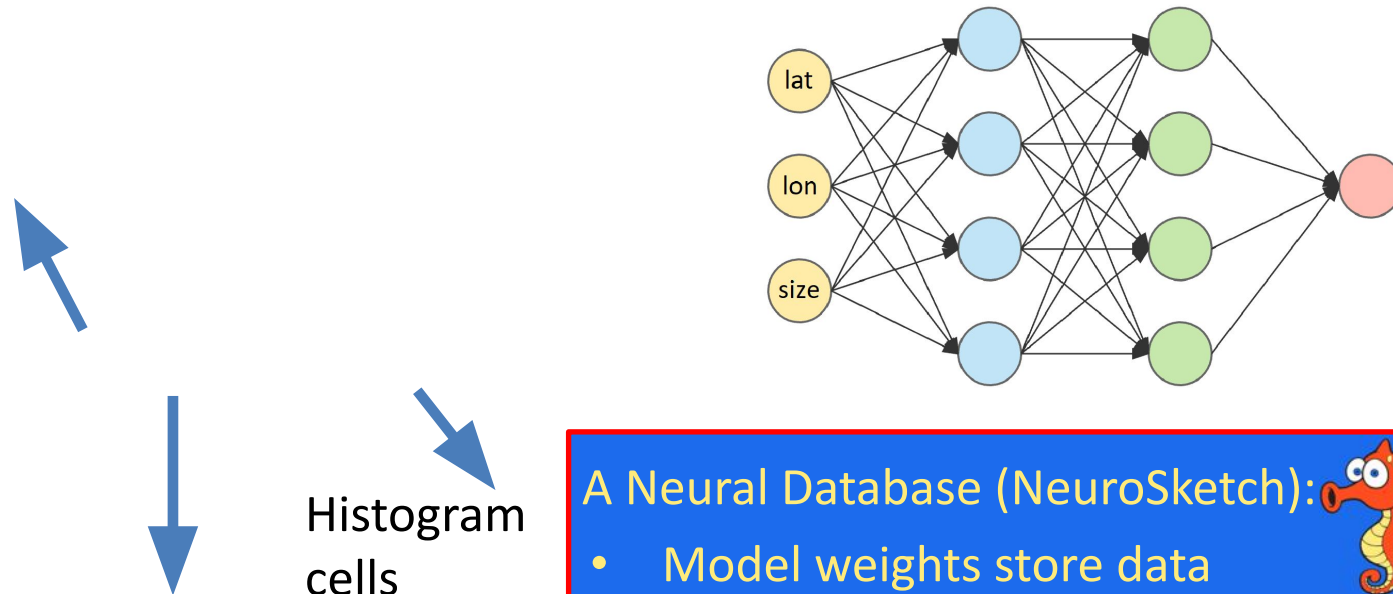 lat
lon
size
Histogram
cells
A Neural Database (NeuroSketch):
• Model weights store data